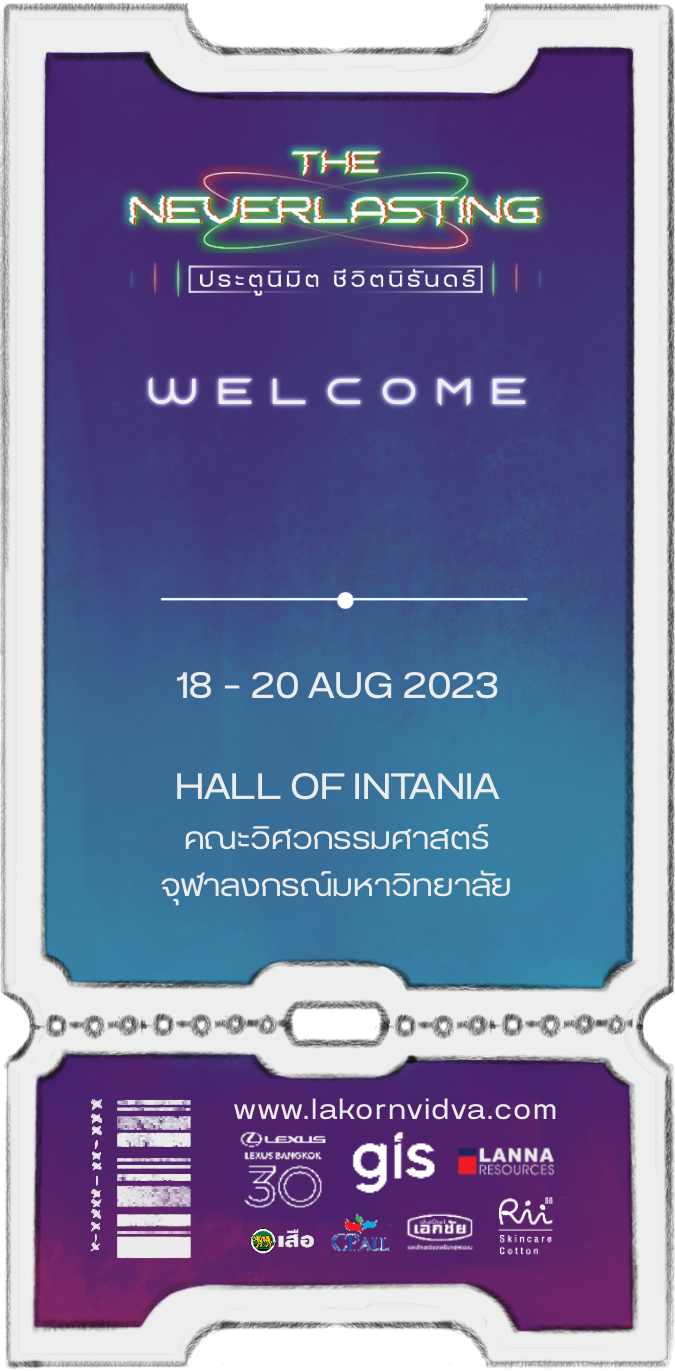 THE
NEVERLASTING
ประตูนิมิต ชีวิตนิรันดร์
WELCOME
18 - 20 AUG 2023
HALL OF INTANIA
คณะวิศวกรรมศาสตร์
จุฬาลงกรณ์มหาวิทยาลัย
www.lakornvidva.com
LEXUS
LEXUS BANGKOK
30
gis
LANNA
RESOURCES
เสือ
CPALL
เอกชัย
Rii
Skincare
Cotton